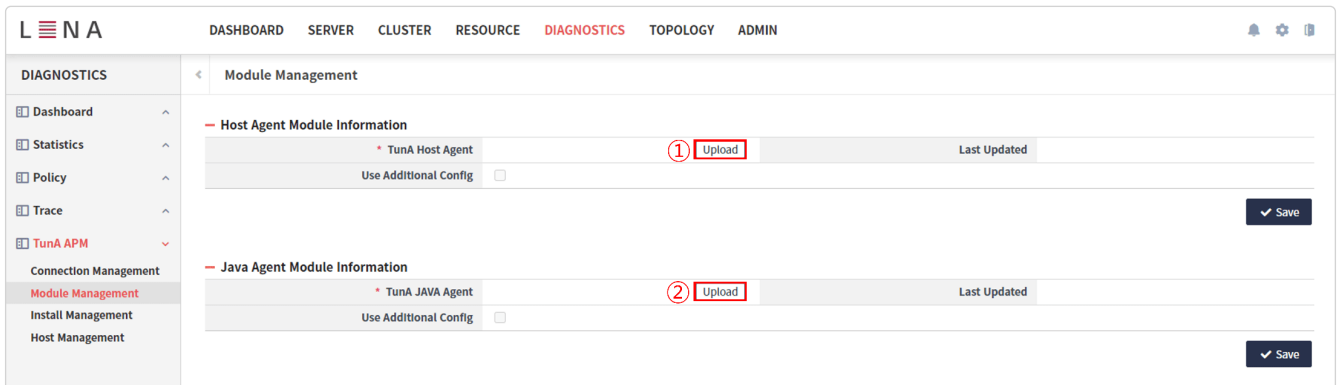 LENA
DASHBOARD SERVER CLUSTER RESOURCE DIAGNOSTICS TOPOLOGY ADMIN
DIAGNOSTICS
Module Management
Dashboard
Statistics
Policy
Trace
TunA APM
Connection Management
Module Management
Install Management
Host Management
Host Agent Module Information
* TunA Host Agent ① Upload Last Updated
Use Additional Config
Save
Java Agent Module Information
* TunA JAVA Agent ② Upload Last Updated
Use Additional Config
Save